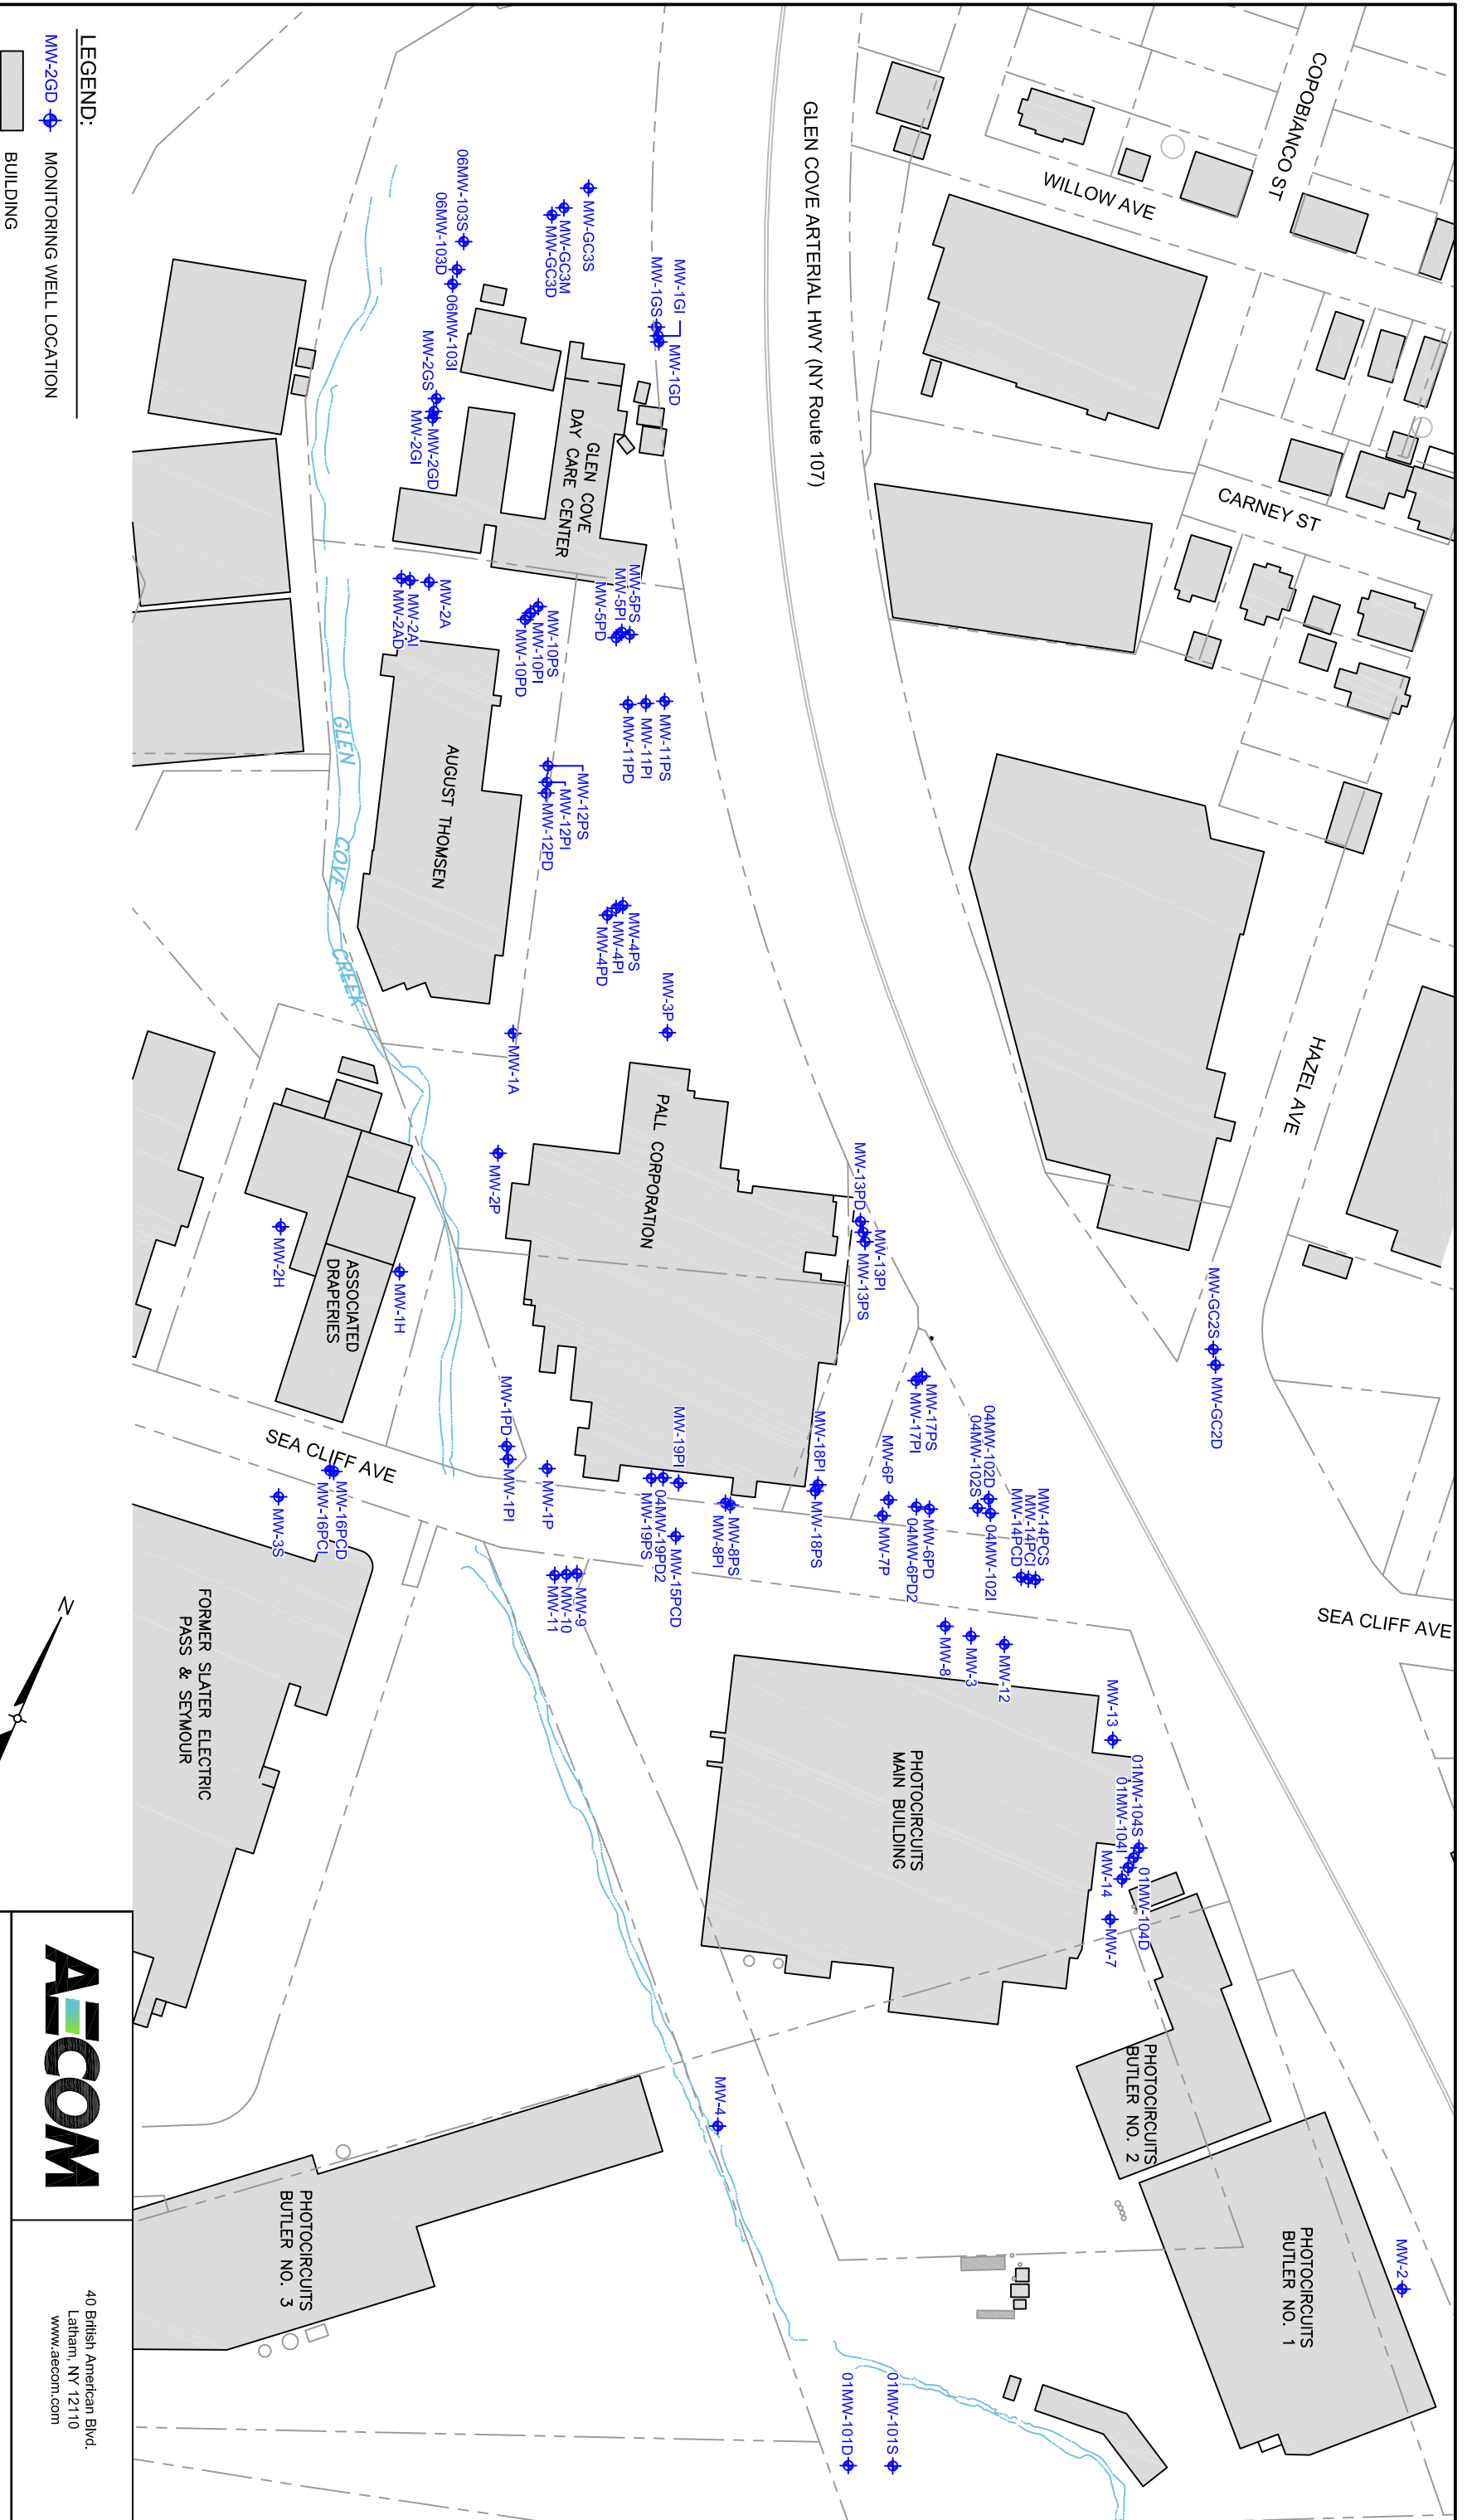 COPOBIANCO ST
WILLOW AVE
GLEN COVE ARTERIAL HWY (NY Route 107)
CARNEY ST
HAZEL AVE
SEA CLIFF AVE
SEA CLIFF AVE
MW-GC3S
MW-GC3M
MW-GC3D
06MW-103S
06MW-103D
06MW-103I
MW-1GI
MW-1GS
MW-1GD
MW-2GS
MW-2GD
MW-2GI
GLEN COVE
DAY CARE CENTER
MW-2A
MW-2AI
MW-2AD
MW-5PS
MW-5PI
MW-5PD
MW-10PS
MW-10PI
MW-10PD
MW-11PS
MW-11PI
MW-11PD
MW-12PS
MW-12PI
MW-12PD
AUGUST THOMSEN
GLEN COVE CREEK
MW-4PS
MW-4PI
MW-4PD
MW-3P
MW-1A
MW-2P
PALL CORPORATION
MW-13PD
MW-13PI
MW-13PS
MW-2H
MW-1H
ASSOCIATED
DRAPERIES
MW-GC2S
MW-GC2D
MW-17PS
MW-17PI
MW-18PI
MW-18PS
MW-19PI
04MW-19PD2
MW-19PS
MW-15PCD
MW-8PS
MW-8PI
MW-1PD
MW-1PI
MW-1P
MW-6P
MW-7P
MW-6PD
04MW-6PD2
04MW-102D
04MW-102S
04MW-102I
MW-14PCS
MW-14PCI
MW-14PCD
MW-16PCD
MW-16PCI
MW-3S
MW-9
MW-10
MW-11
MW-8
MW-3
MW-12
MW-13
FORMER SLATER ELECTRIC
PASS & SEYMOUR
PHOTOCIRCUITS
MAIN BUILDING
01MW-104S
01MW-104I
01MW-104D
MW-14
MW-7
PHOTOCIRCUITS
BUTLER NO. 2
PHOTOCIRCUITS
BUTLER NO. 1
PHOTOCIRCUITS
BUTLER NO. 3
MW-4
MW-2
01MW-101S
01MW-101D
LEGEND:
MW-2GD MONITORING WELL LOCATION
BUILDING
N
AECOM
40 British American Blvd.
Latham, NY 12110
www.aecom.com